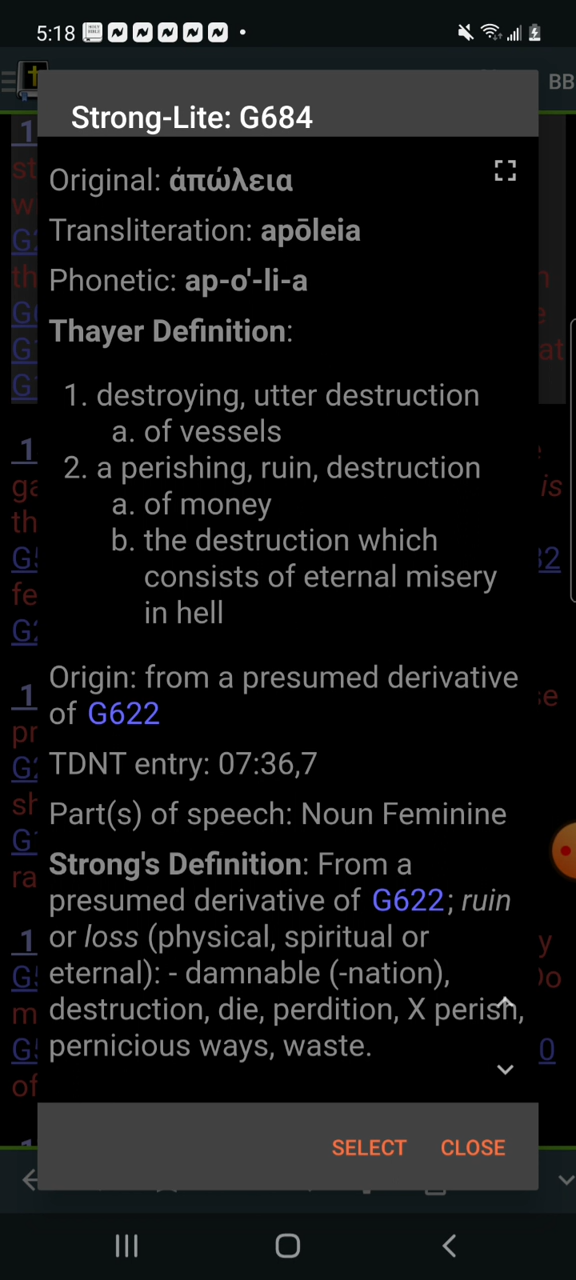 5:18
BB
Strong-Lite: G684
Original: ἀπώλεια
Transliteration: apōleia
Phonetic: ap-o'-li-a
Thayer Definition:
1. destroying, utter destruction
a. of vessels
2. a perishing, ruin, destruction
a. of money
b. the destruction which
consists of eternal misery
in hell
Origin: from a presumed derivative
of G622
TDNT entry: 07:36,7
Part(s) of speech: Noun Feminine
Strong's Definition: From a
presumed derivative of G622; ruin
or loss (physical, spiritual or
eternal): - damnable (-nation),
destruction, die, perdition, X perish,
pernicious ways, waste.
SELECT CLOSE